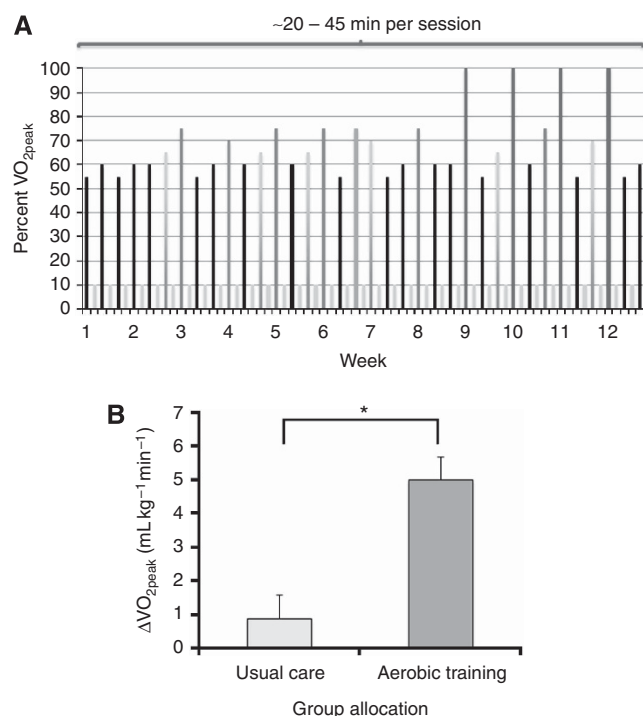 A
~20 – 45 min per session
Percent VO2peak
100
90
80
70
60
50
40
30
20
10
0
1 2 3 4 5 6 7 8 9 10 11 12
Week
B
*
ΔVO2peak (mL kg−1 min−1)
7
6
5
4
3
2
1
0
Usual care Aerobic training
Group allocation